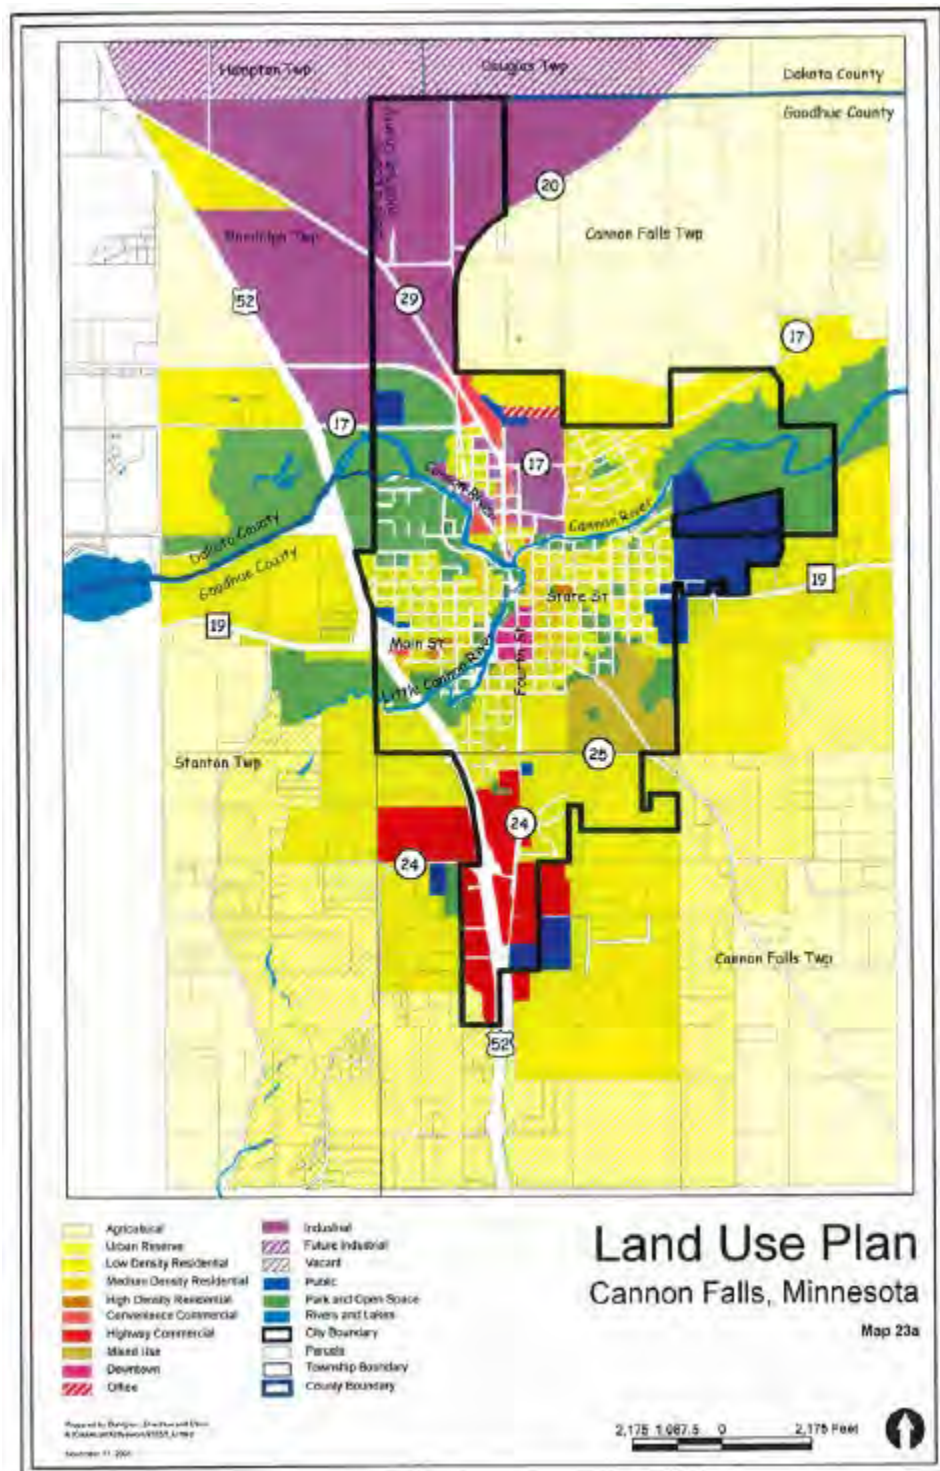 Hampton Twp.
Douglas Twp
Dakota County
Goodhue County
20
Cannon Falls Twp
Randolph Twp
52
29
17
17
17
Cannon River
Cannon River
Dakota County
Goodhue County
19
19
State St
Main St
Little Cannon River
Fourth St
Stanton Twp
25
24
24
Cannon Falls Twp
52
Agricultural
Urban Reserve
Low Density Residential
Medium Density Residential
High Density Residential
Convenience Commercial
Highway Commercial
Mixed Use
Downtown
Office
Industrial
Future Industrial
Vacant
Public
Park and Open Space
Rivers and Lakes
City Boundary
Parcels
Township Boundary
County Boundary
Land Use Plan
Cannon Falls, Minnesota
Map 23a
2,175 1,087.5 0 2,175 Feet